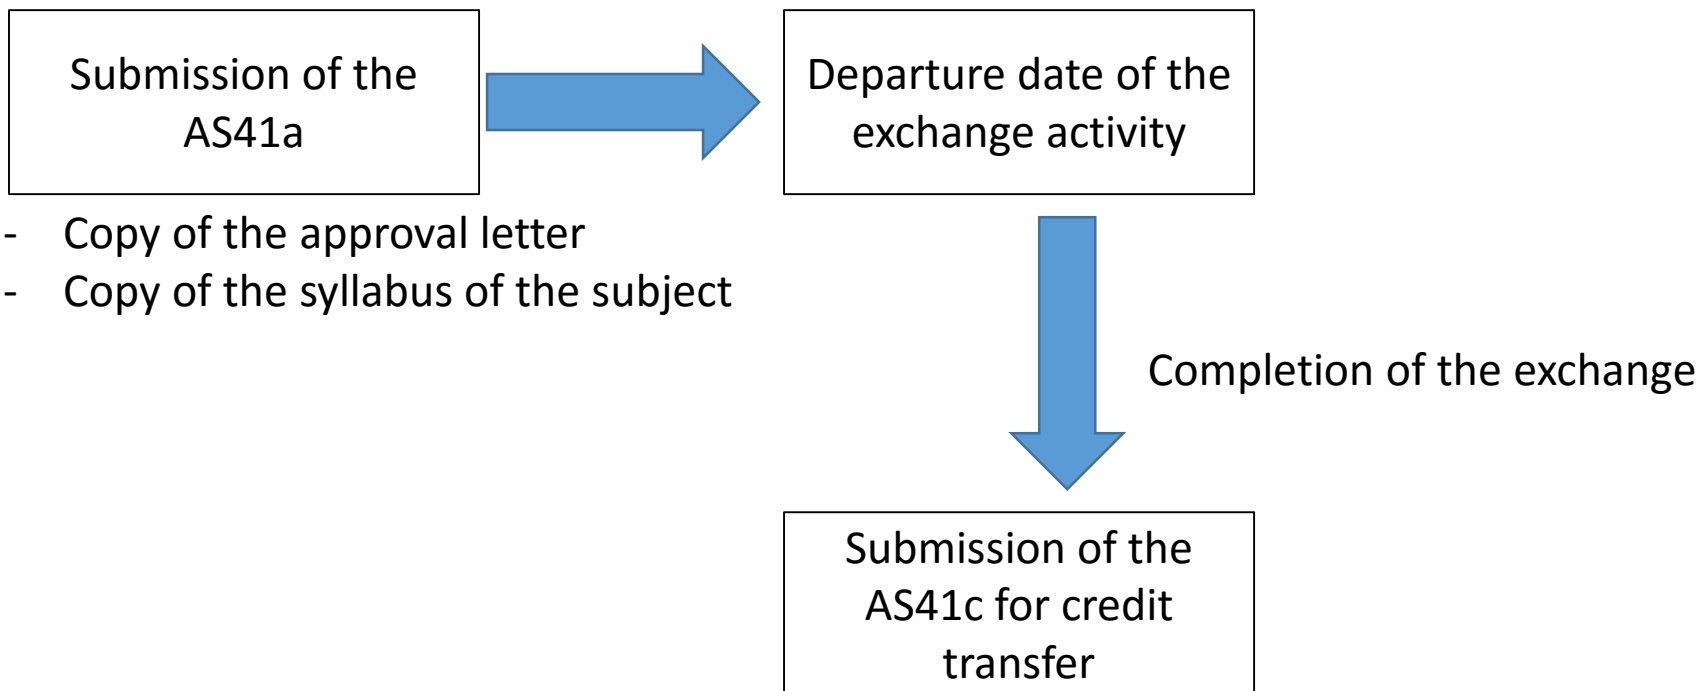 Submission of the
AS41a
Departure date of the
exchange activity
- Copy of the approval letter
- Copy of the syllabus of the subject
Completion of the exchange
Submission of the
AS41c for credit
transfer